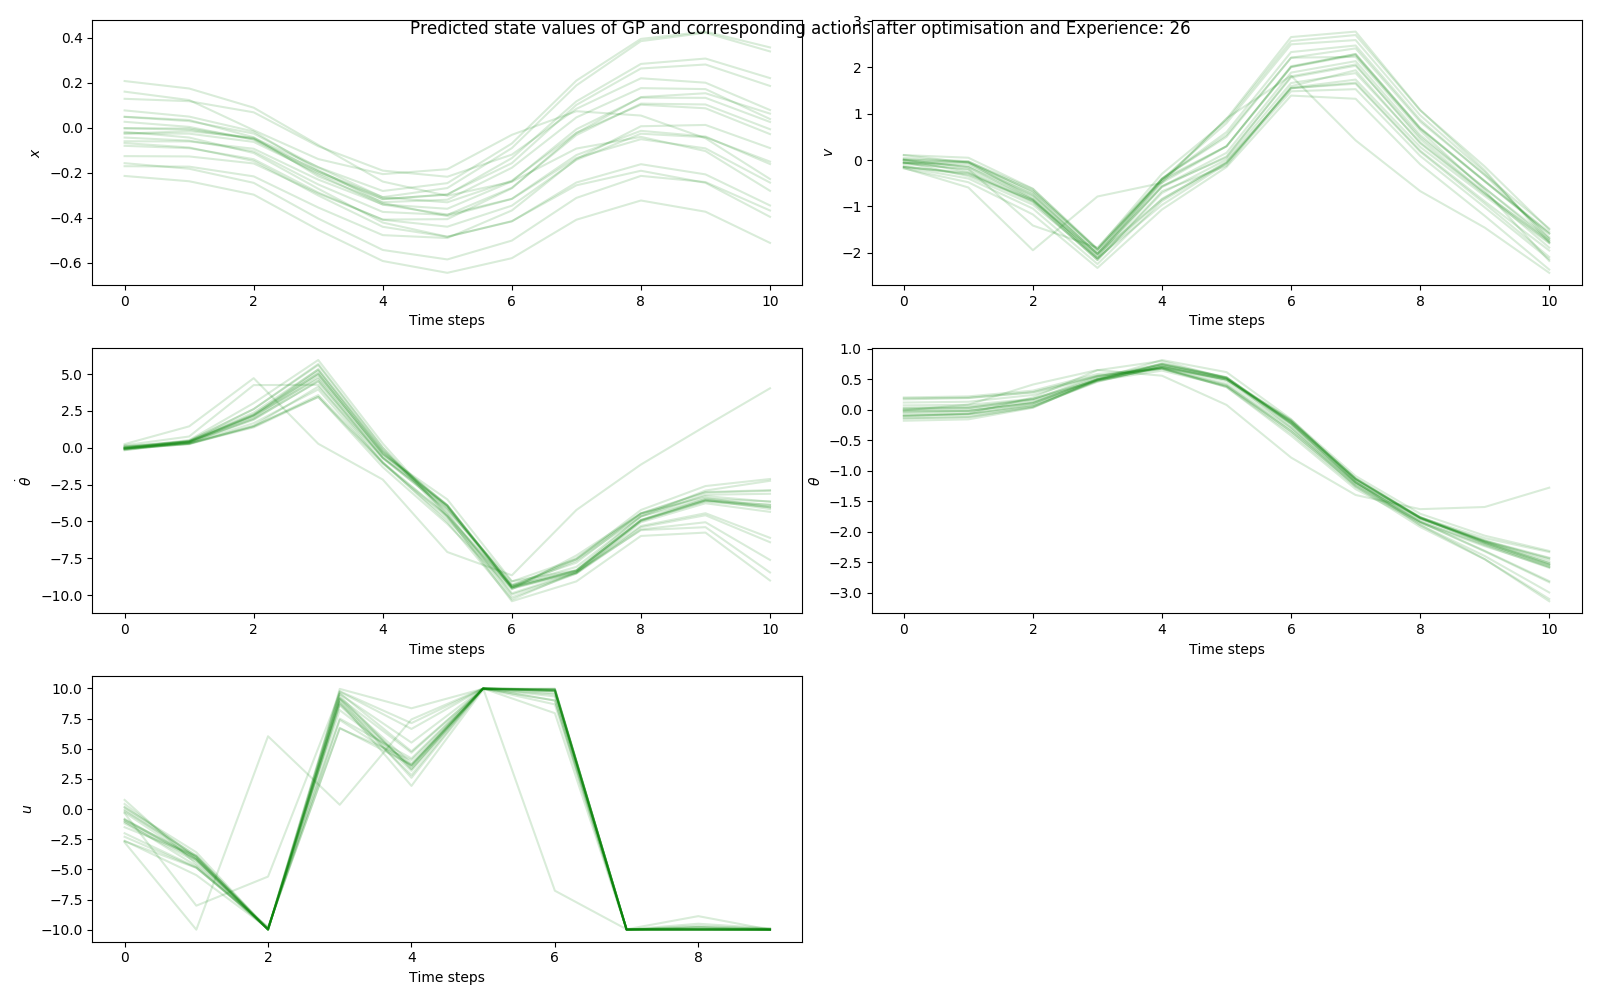 Predicted state values of GP and corresponding actions after optimisation and Experience: 26
0.4
0.2
0.0
−0.2
−0.4
−0.6
x
0 2 4 6 8 10
Time steps
3
2
1
0
−1
−2
v
0 2 4 6 8 10
Time steps
5.0
2.5
0.0
−2.5
−5.0
−7.5
−10.0
θ̇
0 2 4 6 8 10
Time steps
1.0
0.5
0.0
−0.5
−1.0
−1.5
−2.0
−2.5
−3.0
θ
0 2 4 6 8 10
Time steps
10.0
7.5
5.0
2.5
0.0
−2.5
−5.0
−7.5
−10.0
u
0 2 4 6 8
Time steps